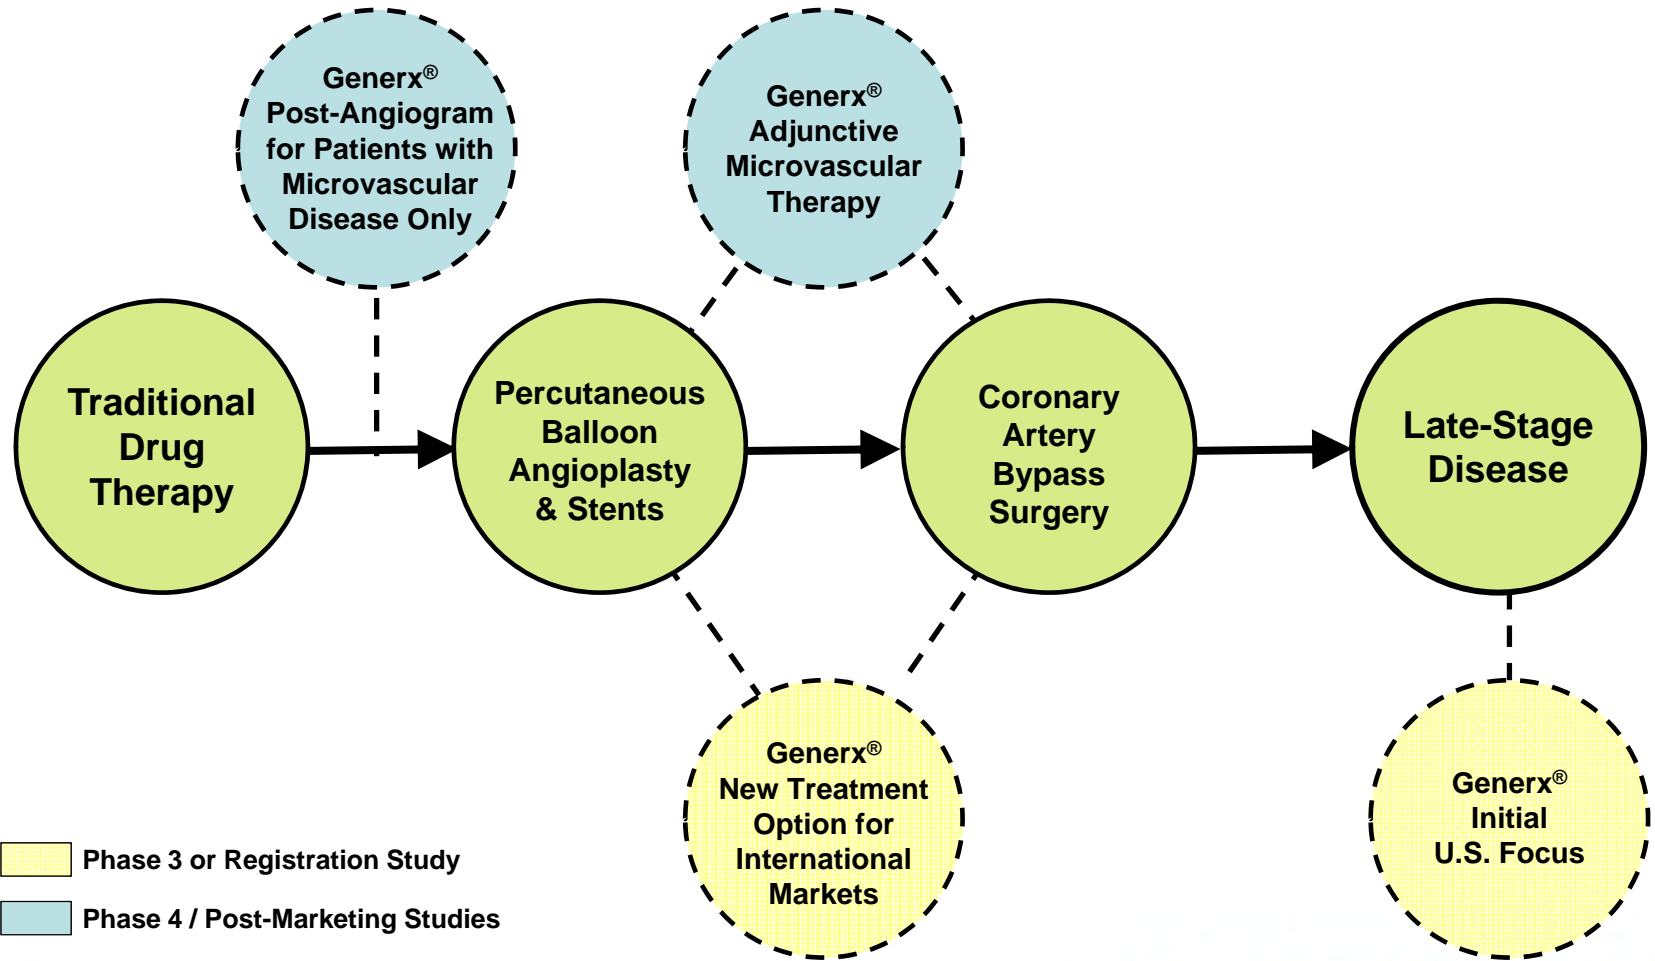 Generx®
Post-Angiogram
for Patients with
Microvascular
Disease Only
Generx®
Adjunctive
Microvascular
Therapy
Traditional
Drug
Therapy
Percutaneous
Balloon
Angioplasty
& Stents
Coronary
Artery
Bypass
Surgery
Late-Stage
Disease
Generx®
New Treatment
Option for
International
Markets
Generx®
Initial
U.S. Focus
Phase 3 or Registration Study
Phase 4 / Post-Marketing Studies